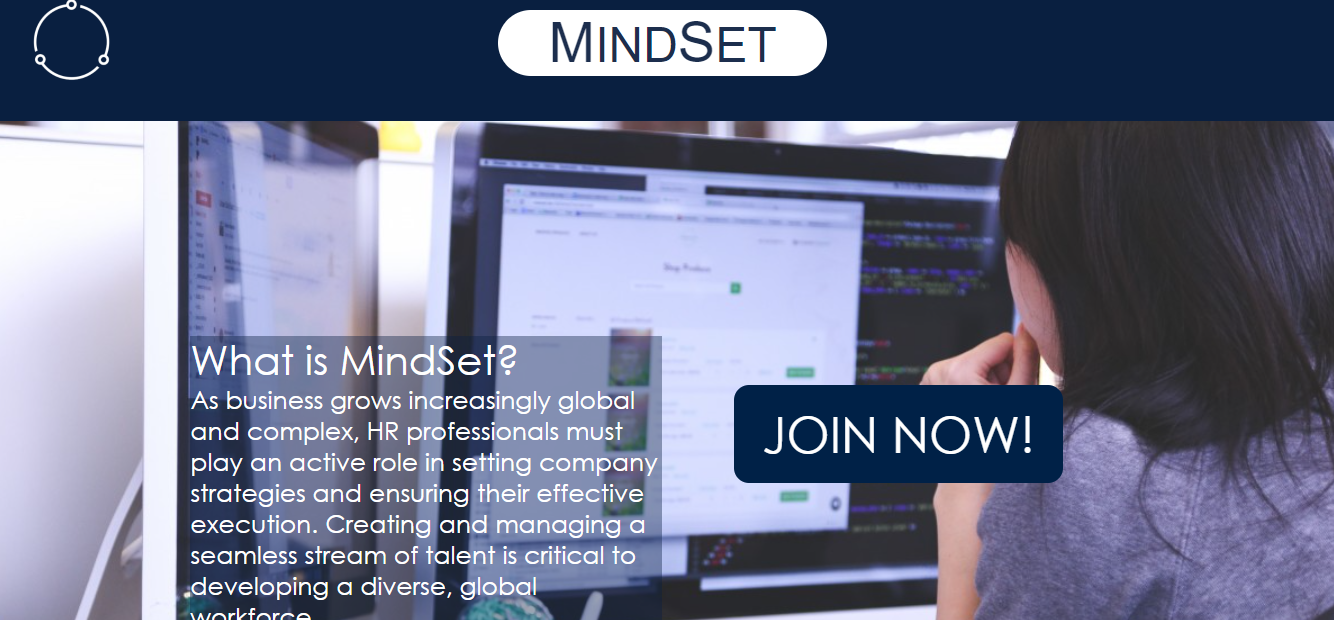 MINDSET
What is MindSet?
As business grows increasingly global
and complex, HR professionals must
play an active role in setting company
strategies and ensuring their effective
execution. Creating and managing a
seamless stream of talent is critical to
developing a diverse, global
workforce.
JOIN NOW!